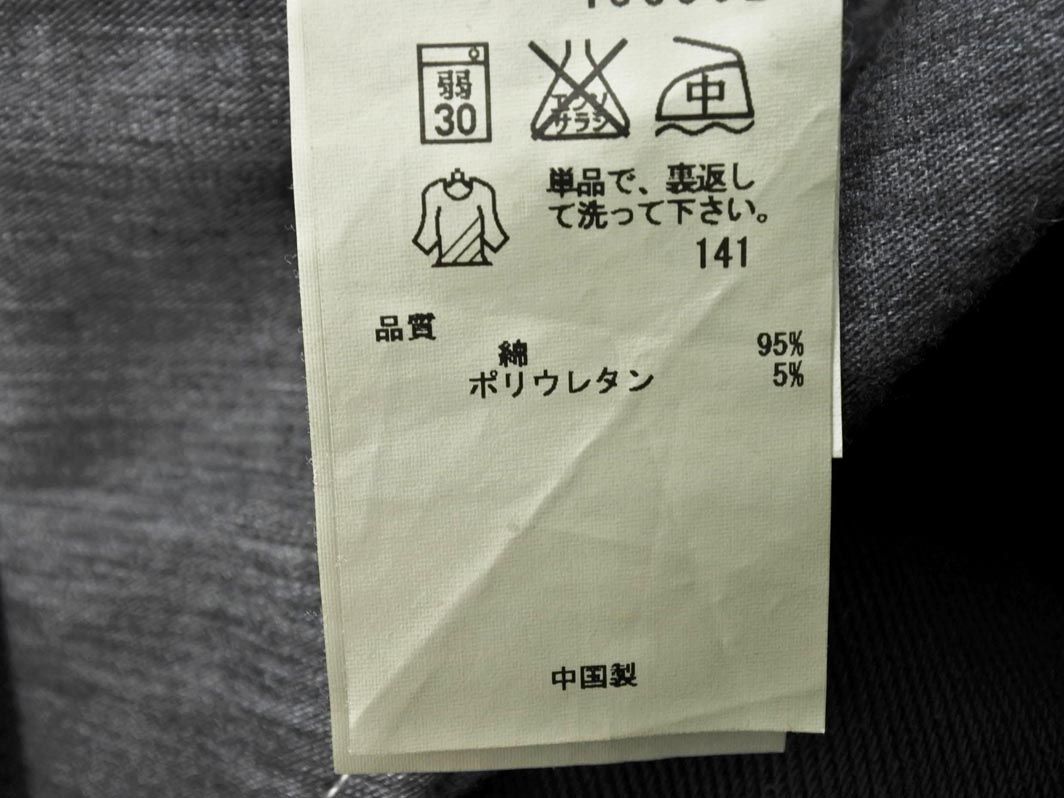 弱
30
エンソ
サラシ
中
単品で、裏返し
て洗って下さい。
141
品質
綿 95%
ポリウレタン 5%
中国製